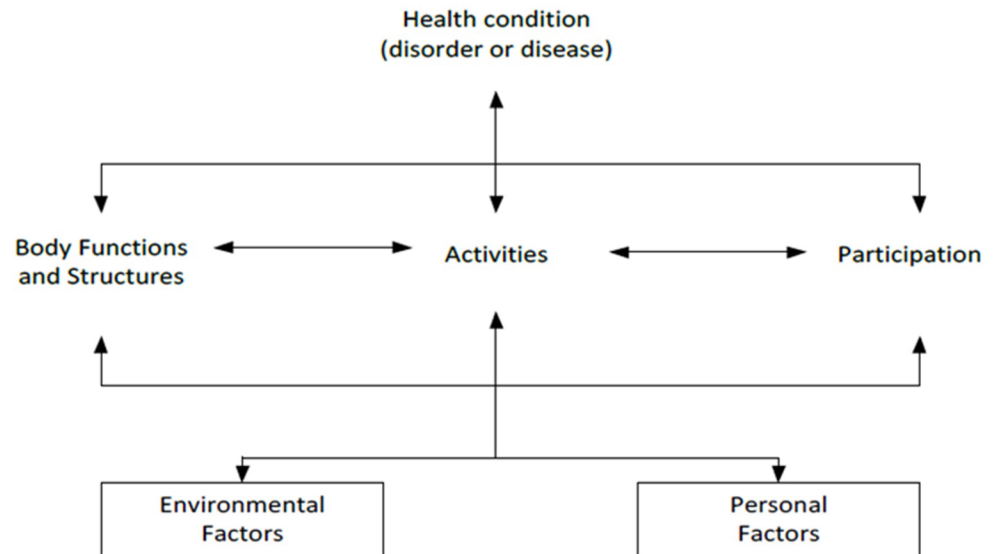 Health condition
(disorder or disease)
Body Functions
and Structures
Activities
Participation
Environmental
Factors
Personal
Factors